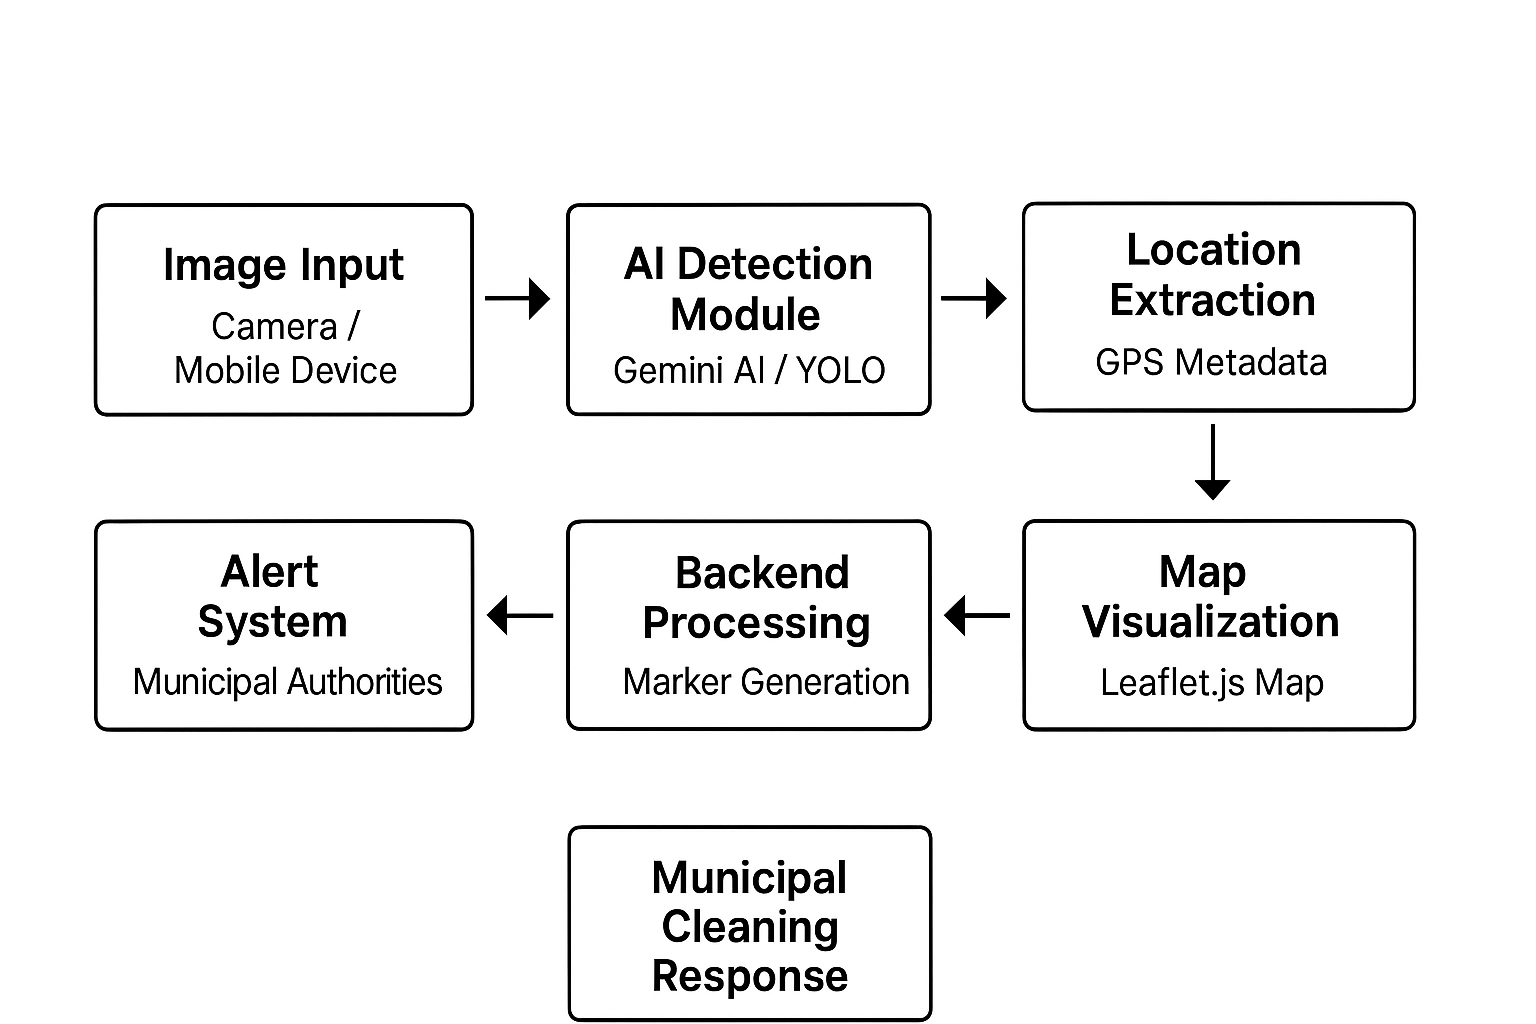 Image Input
Camera /
Mobile Device
AI Detection
Module
Gemini AI / YOLO
Location
Extraction
GPS Metadata
Alert
System
Municipal Authorities
Backend
Processing
Marker Generation
Map
Visualization
Leaflet.js Map
Municipal
Cleaning
Response